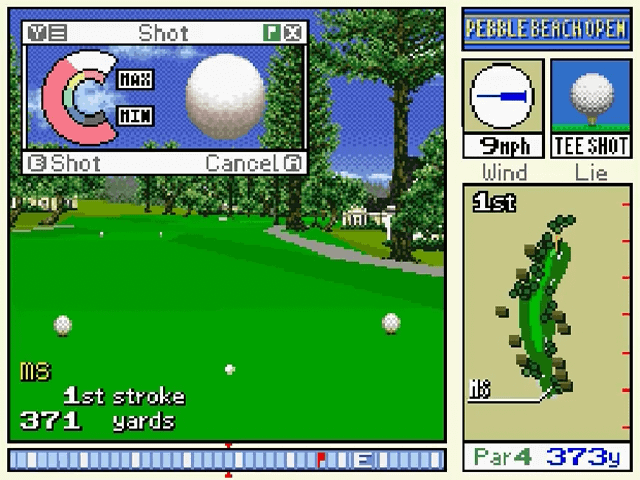 Y Shot P X
MAX
MIN
Shot Cancel
PEBBLE BEACH OPEN
9mph TEE SHOT
Wind Lie
1st
MS
MS
1st stroke
371 yards
Par4 373y